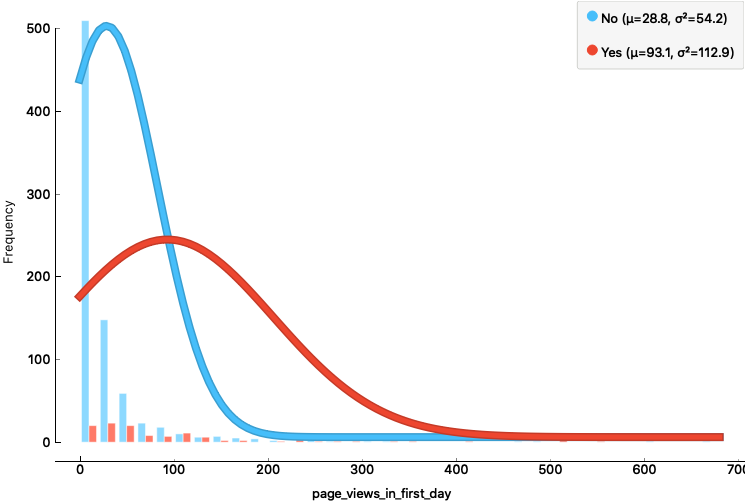 No (μ=28.8, σ²=54.2)
Yes (μ=93.1, σ²=112.9)
Frequency
500
400
300
200
100
0
0 100 200 300 400 500 600 700
page_views_in_first_day